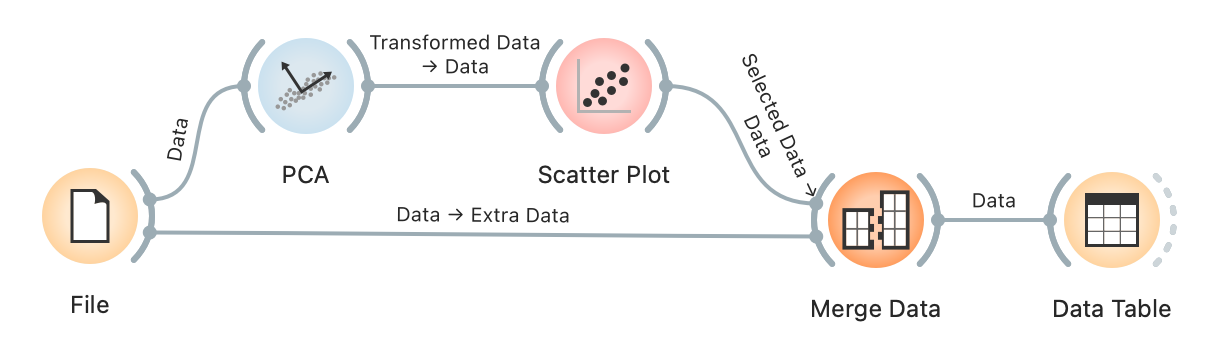 Transformed Data
→ Data
Data
PCA
Scatter Plot
Selected Data →
Data
Data → Extra Data
Data
File
Merge Data
Data Table